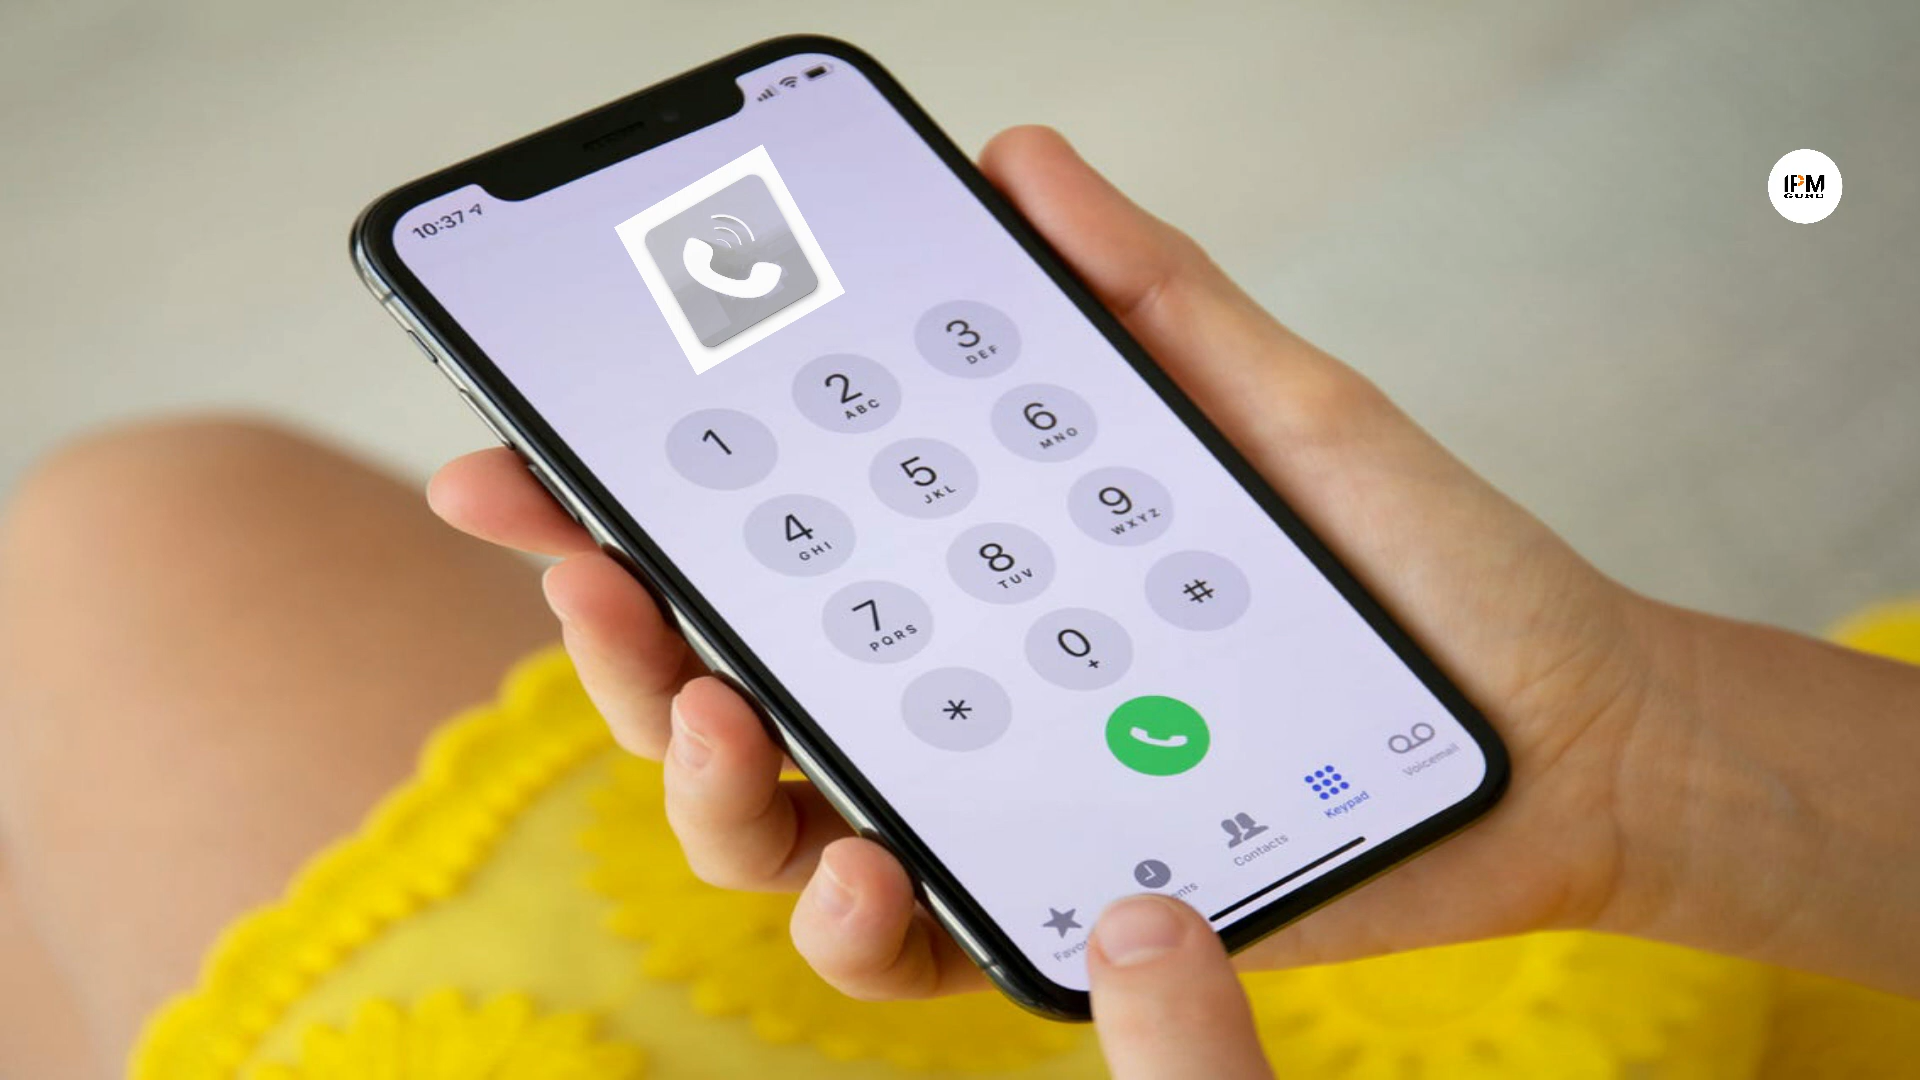 10:37
1
2
ABC
3
DEF
4
GHI
5
JKL
6
MNO
7
PQRS
8
TUV
9
WXYZ
*
0
+
#
Contacts
Keypad
Voicemail
IPM
GURU